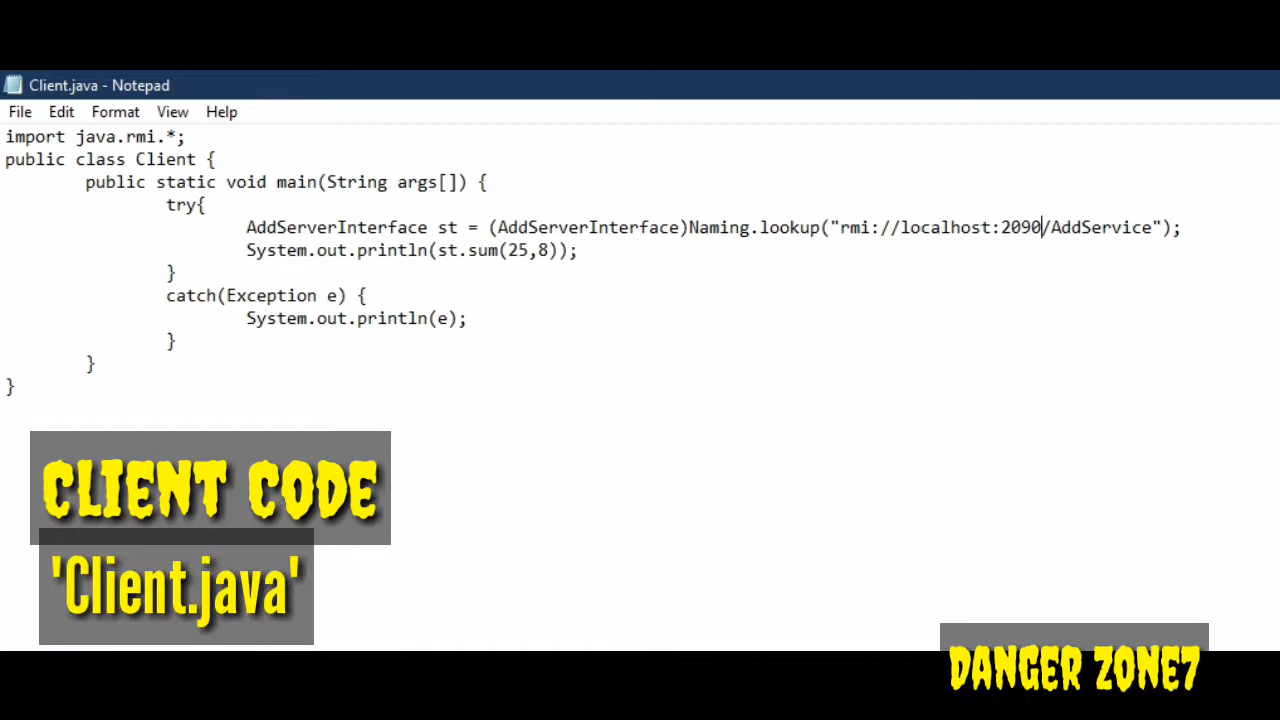 Client.java - Notepad
File Edit Format View Help
import java.rmi.*;
public class Client {
        public static void main(String args[]) {
                try{
                        AddServerInterface st = (AddServerInterface)Naming.lookup("rmi://localhost:2090/AddService");
                        System.out.println(st.sum(25,8));
                }
                catch(Exception e) {
                        System.out.println(e);
                }
        }
}
CLIENT CODE
'Client.java'
DANGER ZONE7